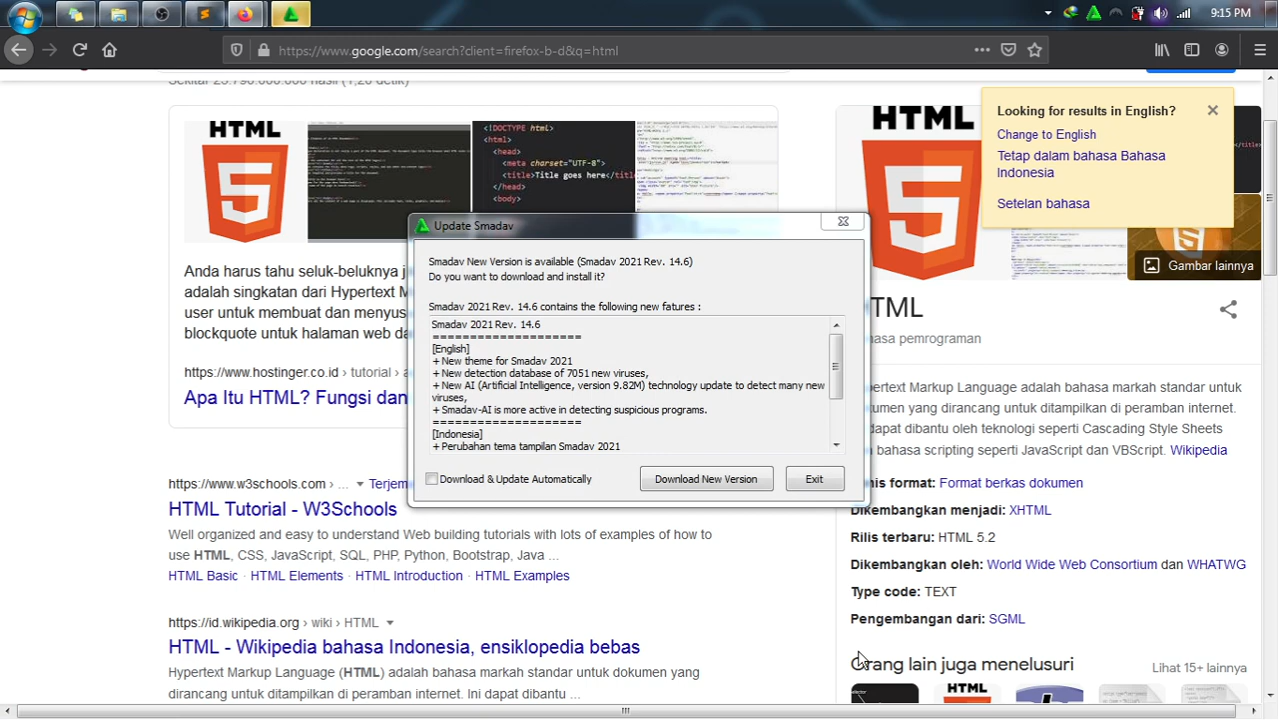 9:15 PM
https://www.google.com/search?client=firefox-b-d&q=html
Looking for results in English?
Change to English
Tetap dalam bahasa Bahasa
Indonesia
Setelan bahasa
HTML
<!DOCTYPE html>
<html>
<head>
<meta charset="UTF-8">
<title>Title goes here</title>
</head>
<body>
HTML
Gambar lainnya
Anda harus tahu seluk-beluknya
adalah singkatan dari Hypertext M
user untuk membuat dan menyus
blockquote untuk halaman web da
https://www.hostinger.co.id › tutorial
Apa Itu HTML? Fungsi dan
Update Smadav
Smadav New Version is available (Smadav 2021 Rev. 14.6)
Do you want to download and install it?
Smadav 2021 Rev. 14.6 contains the following new fatures :
Smadav 2021 Rev. 14.6
====================
[English]
+ New theme for Smadav 2021
+ New detection database of 7051 new viruses,
+ New AI (Artificial Intelligence, version 9.82M) technology update to detect many new
viruses,
+ Smadav-AI is more active in detecting suspicious programs.
====================
[Indonesia]
+ Perubahan tema tampilan Smadav 2021
Download & Update Automatically
Download New Version
Exit
https://www.w3schools.com › ... Terjem
HTML Tutorial - W3Schools
Well organized and easy to understand Web building tutorials with lots of examples of how to
use HTML, CSS, JavaScript, SQL, PHP, Python, Bootstrap, Java ...
HTML Basic · HTML Elements · HTML Introduction · HTML Examples
https://id.wikipedia.org › wiki › HTML
HTML - Wikipedia bahasa Indonesia, ensiklopedia bebas
Hypertext Markup Language (HTML) adalah bahasa markah standar untuk dokumen yang
dirancang untuk ditampilkan di peramban internet. Ini dapat dibantu ...
TML
hasa pemrograman
pertext Markup Language adalah bahasa markah standar untuk
kumen yang dirancang untuk ditampilkan di peramban internet.
dapat dibantu oleh teknologi seperti Cascading Style Sheets
n bahasa scripting seperti JavaScript dan VBScript. Wikipedia
nis format: Format berkas dokumen
Dikembangkan menjadi: XHTML
Rilis terbaru: HTML 5.2
Dikembangkan oleh: World Wide Web Consortium dan WHATWG
Type code: TEXT
Pengembangan dari: SGML
Orang lain juga menelusuri
Lihat 15+ lainnya
HTML